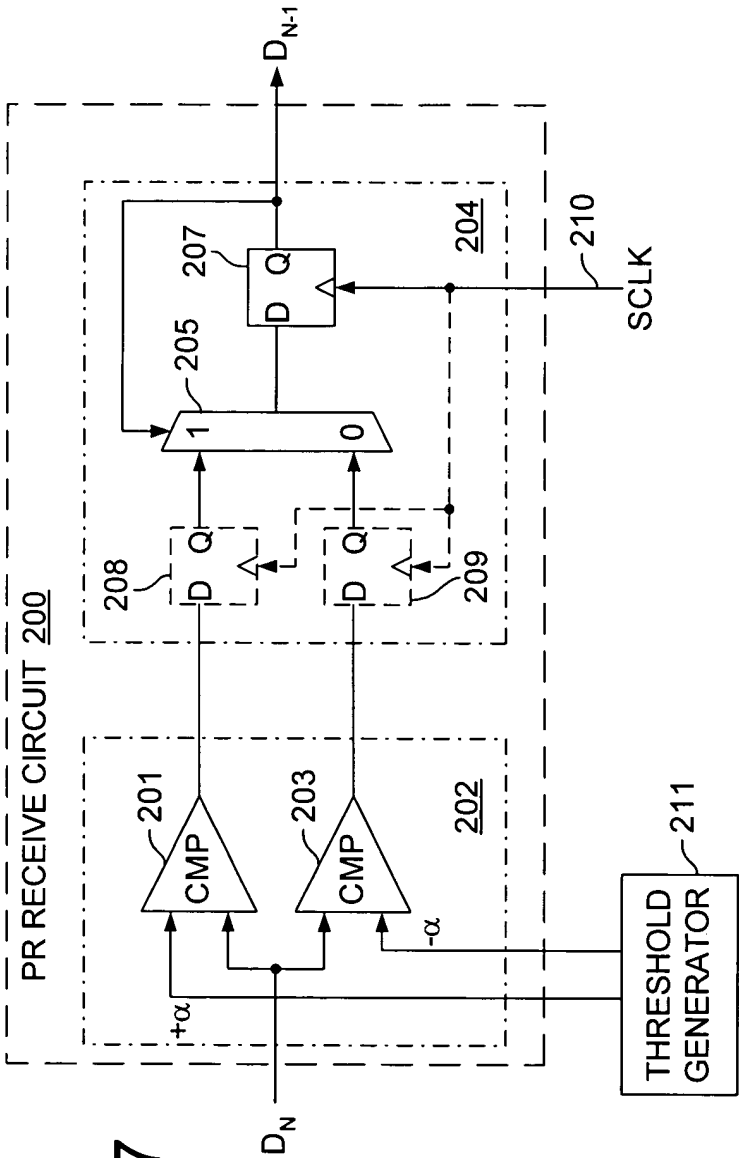 PR RECEIVE CIRCUIT 200
D_{N-1}
207
204
D Q
205
1
0
208
D Q
209
D Q
210
SCLK
201
CMP
203
CMP
202
+α
-α
D_N
211
THRESHOLD
GENERATOR
7